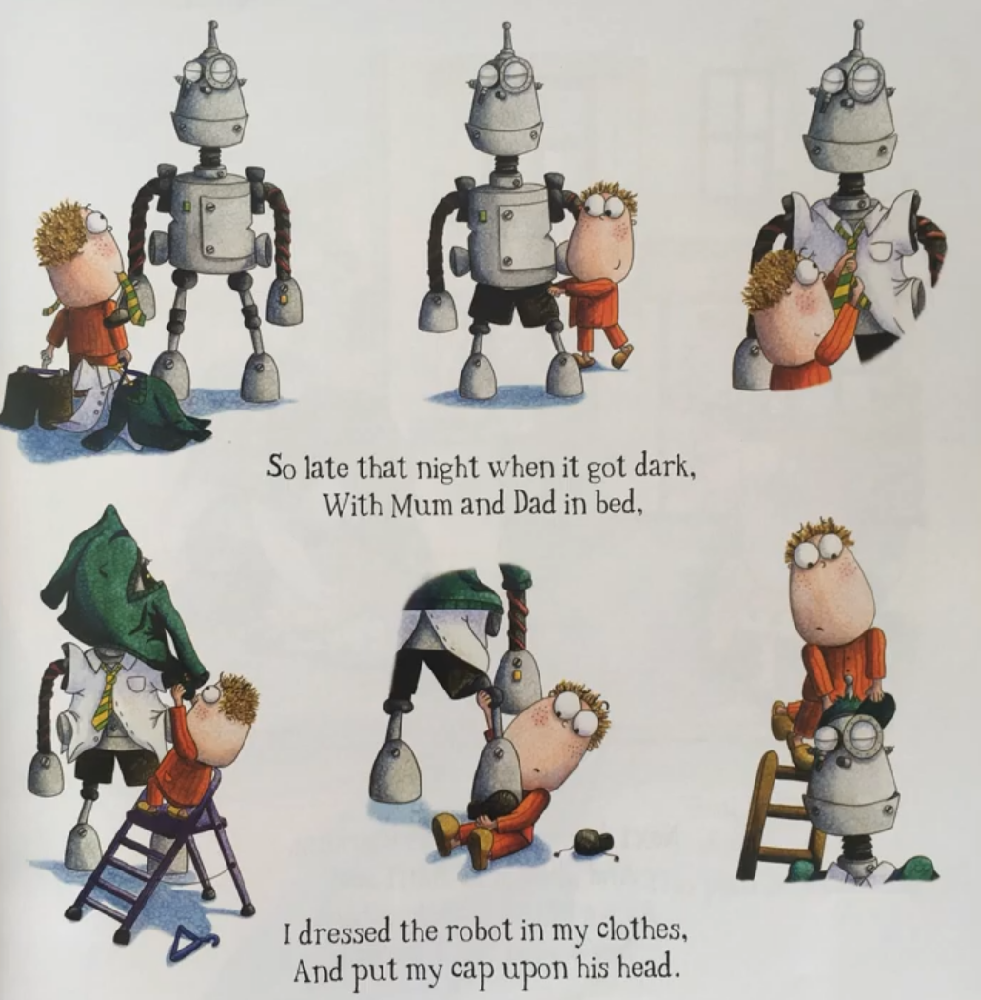 So late that night when it got dark,
With Mum and Dad in bed,
I dressed the robot in my clothes,
And put my cap upon his head.